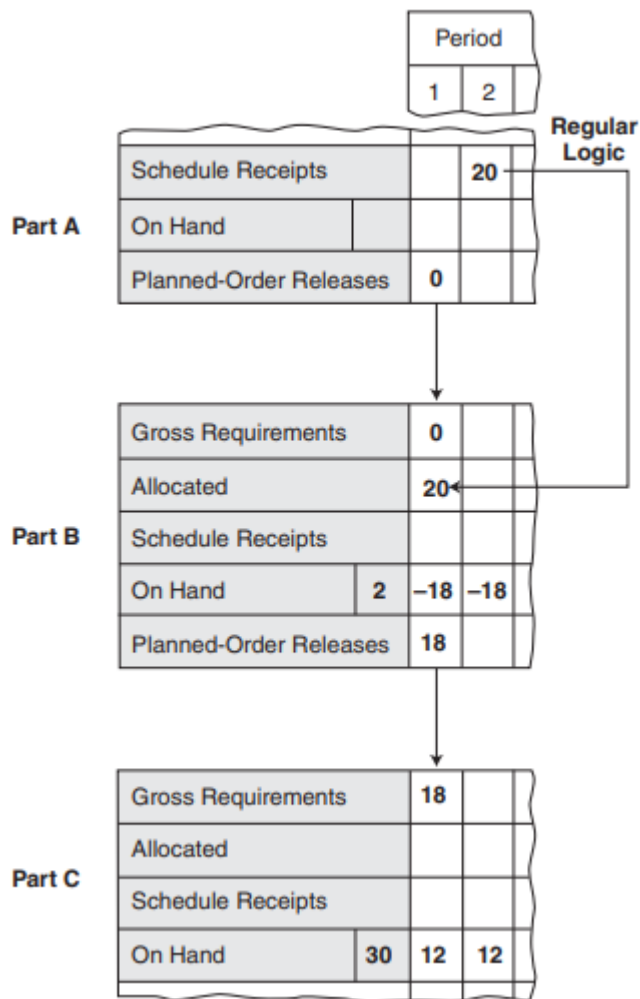 Period
1 2
Regular
Logic
Part A
Schedule Receipts 20
On Hand
Planned-Order Releases 0
Part B
Gross Requirements 0
Allocated 20
Schedule Receipts
On Hand 2 –18 –18
Planned-Order Releases 18
Part C
Gross Requirements 18
Allocated
Schedule Receipts
On Hand 30 12 12